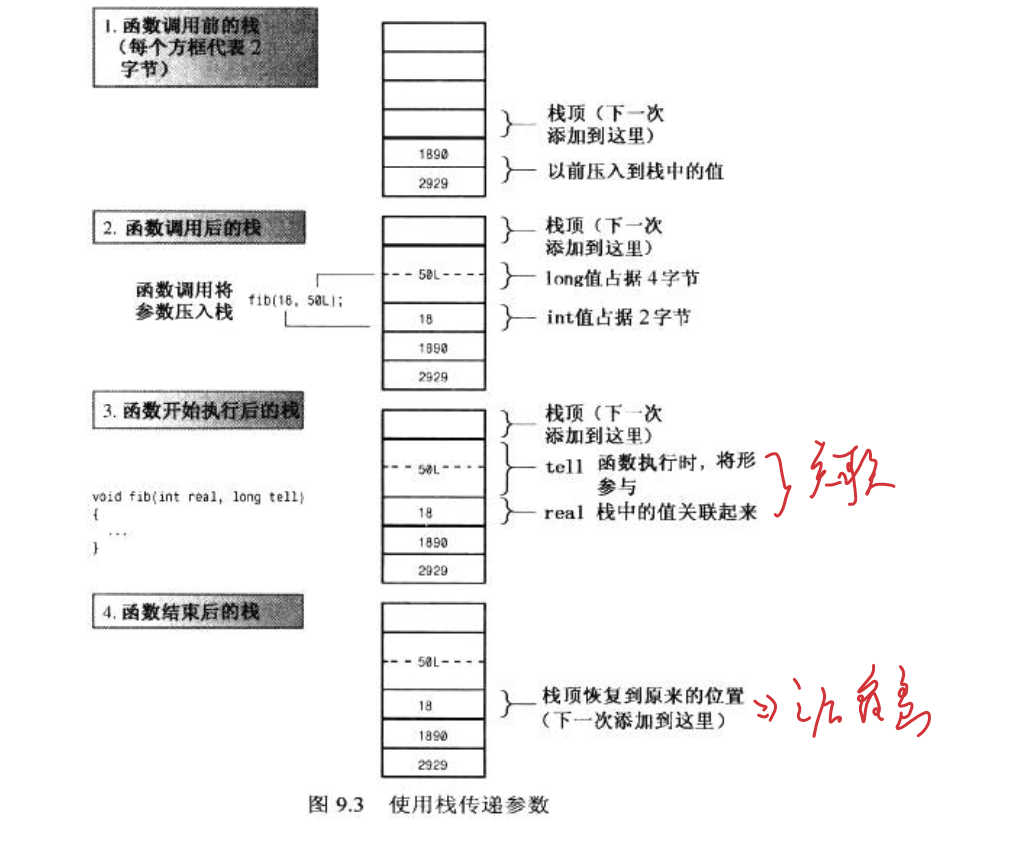 1. 函数调用前的栈
（每个方框代表 2
字节）
栈顶（下一次
添加到这里）
1890
以前压入到栈中的值
2929
2. 函数调用后的栈
栈顶（下一次
添加到这里）
50L
long值占据 4 字节
函数调用将
参数压入栈
fib(18, 50L);
18
int值占据 2 字节
1890
2929
3. 函数开始执行后的栈
栈顶（下一次
添加到这里）
50L
tell 函数执行时，将形
参与
void fib(int real, long tell)
{
...
}
18
real 栈中的值关联起来
1890
2929
4. 函数结束后的栈
50L
18
栈顶恢复到原来的位置
（下一次添加到这里）
1890
2929
图 9.3 使用栈传递参数